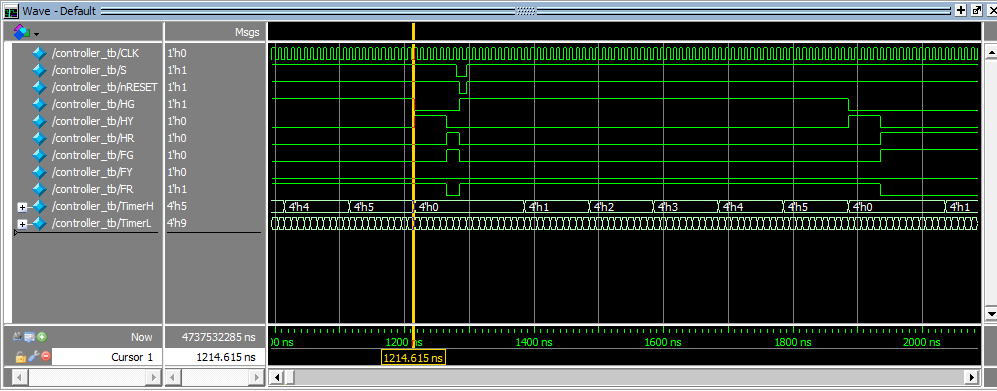 Wave - Default
Msgs
/controller_tb/CLK 1'h0
/controller_tb/S 1'h1
/controller_tb/nRESET 1'h1
/controller_tb/HG 1'h1
/controller_tb/HY 1'h0
/controller_tb/HR 1'h0
/controller_tb/FG 1'h0
/controller_tb/FY 1'h0
/controller_tb/FR 1'h1
/controller_tb/TimerH 4'h5 4'h4 4'h5 4'h0 4'h1 4'h2 4'h3 4'h4 4'h5 4'h0 4'h1
/controller_tb/TimerL 4'h9
Now 4737532285 ns 00 ns 1200 ns 1400 ns 1600 ns 1800 ns 2000 ns
Cursor 1 1214.615 ns 1214.615 ns